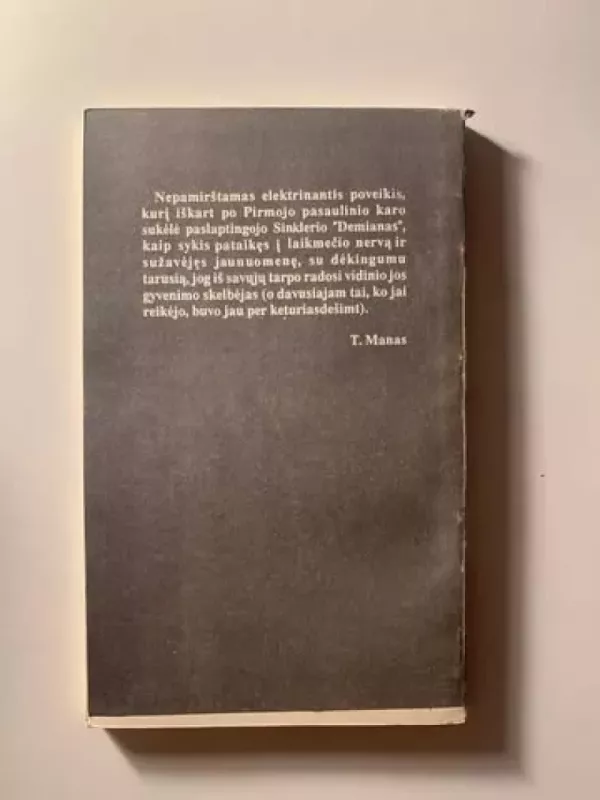 Nepamirštamas elektrinantis poveikis,
kurį iškart po Pirmojo pasaulinio karo
sukėlė paslaptingojo Sinklerio "Demianas",
kaip sykis pataikęs į laikmečio nervą ir
sužavėjęs jaunuomenę, su dėkingumu
tarusią, jog iš savųjų tarpo radosi vidinio jos
gyvenimo skelbėjas (o davusiajam tai, ko jai
reikėjo, buvo jau per keturiasdešimt).
T. Manas